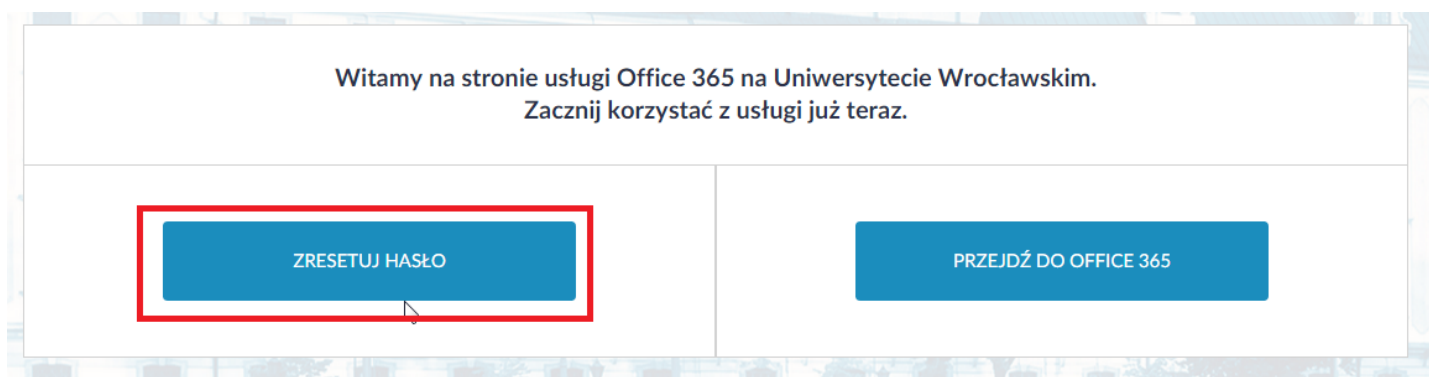 Witamy na stronie usługi Office 365 na Uniwersytecie Wrocławskim.
Zacznij korzystać z usługi już teraz.
ZRESETUJ HASŁO
PRZEJDŹ DO OFFICE 365